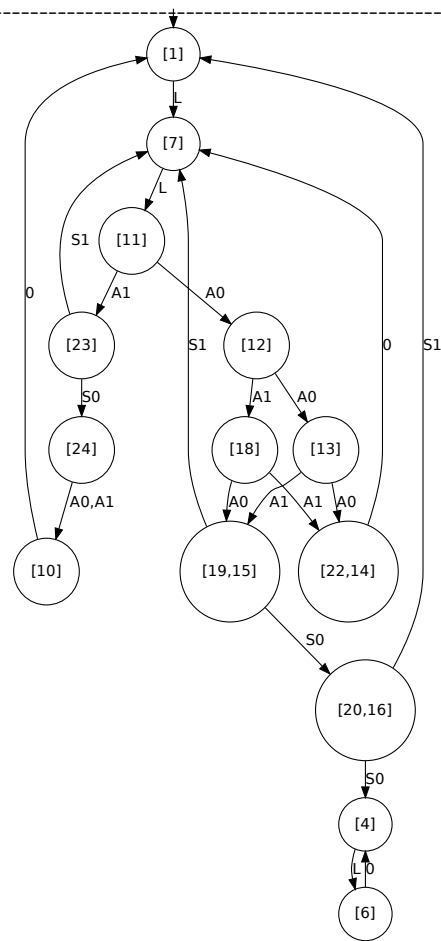 [1]
L
[7]
L
[11]
S1
A1
A0
0
S1
0
S1
[23]
[12]
S0
A1
A0
[24]
[18]
[13]
A0,A1
A0
A1
A1
A0
[10]
[19,15]
[22,14]
S0
[20,16]
S0
[4]
L
0
[6]